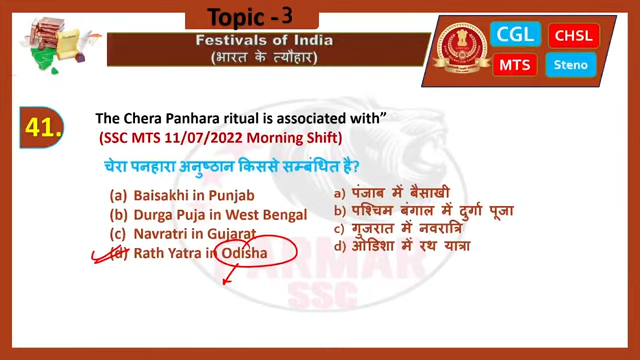 Topic -3
Festivals of India
(भारत के त्यौहार)
CGL
CHSL
MTS
Steno
41.
The Chera Panhara ritual is associated with”
(SSC MTS 11/07/2022 Morning Shift)
चेरा पनहारा अनुष्ठान किससे सम्बंधित है?
(a) Baisakhi in Punjab
(b) Durga Puja in West Bengal
(c) Navratri in Gujarat
(d) Rath Yatra in Odisha
a) पंजाब में बैसाखी
b) पश्चिम बंगाल में दुर्गा पूजा
c) गुजरात में नवरात्रि
d) ओडिशा में रथ यात्रा
PARMAR
SSC